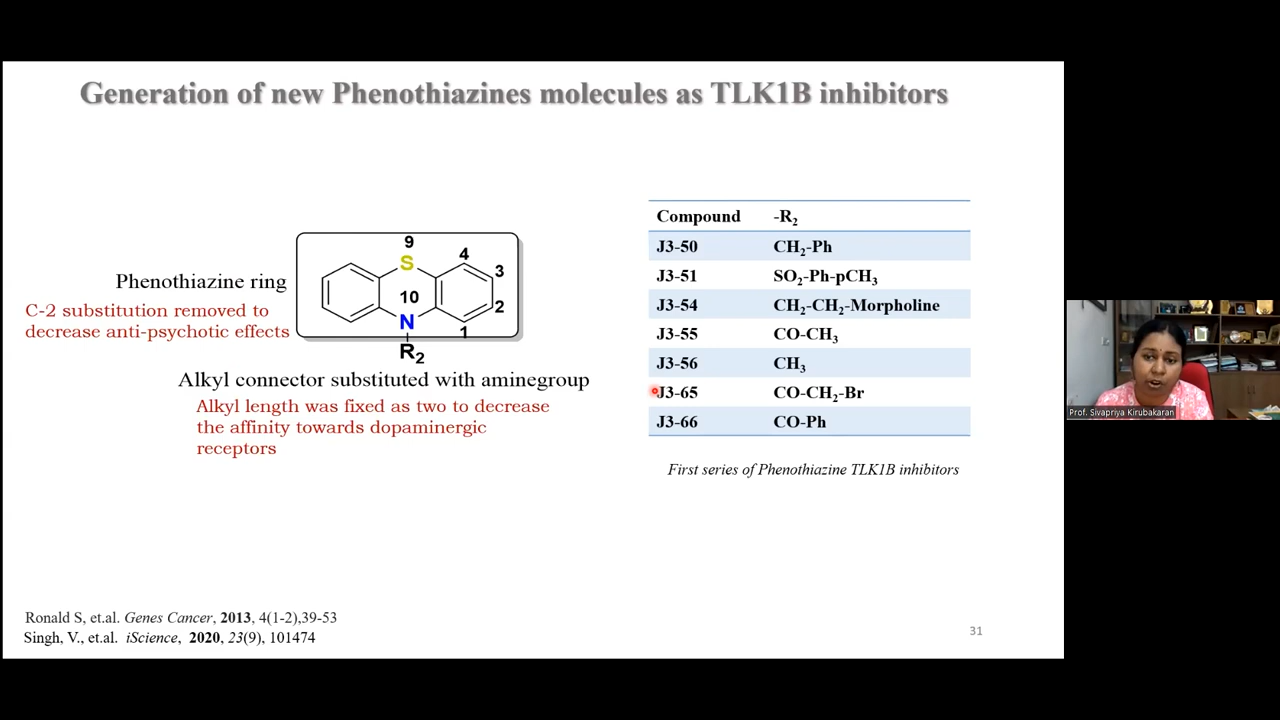 Generation of new Phenothiazines molecules as TLK1B inhibitors
9
S
4
3
10
2
N
1
R₂
Phenothiazine ring
C-2 substitution removed to
decrease anti-psychotic effects
Alkyl connector substituted with aminegroup
Alkyl length was fixed as two to decrease
the affinity towards dopaminergic
receptors
Compound -R₂
J3-50 CH₂-Ph
J3-51 SO₂-Ph-pCH₃
J3-54 CH₂-CH₂-Morpholine
J3-55 CO-CH₃
J3-56 CH₃
J3-65 CO-CH₂-Br
J3-66 CO-Ph
First series of Phenothiazine TLK1B inhibitors
Prof. Sivapriya Kirubakaran
Ronald S, et.al. Genes Cancer, 2013, 4(1-2),39-53
Singh, V., et.al. iScience, 2020, 23(9), 101474
31